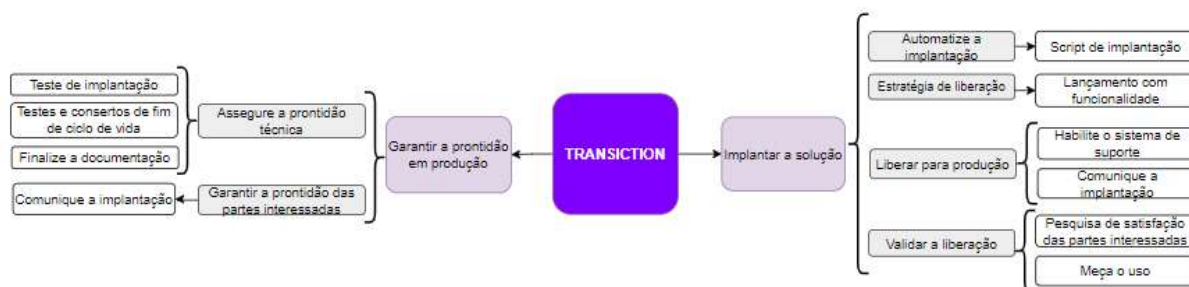 Teste de implantação
Testes e consertos de fim
de ciclo de vida
Finalize a documentação
Comunique a implantação
Assegure a prontidão
técnica
Garantir a prontidão das
partes interessadas
Garantir a prontidão
em produção
TRANSICTION
Implantar a solução
Automatize a
implantação
Script de implantação
Estratégia de liberação
Lançamento com
funcionalidade
Liberar para produção
Habilite o sistema de
suporte
Comunique a
implantação
Validar a liberação
Pesquisa de satisfação
das partes interessadas
Meça o uso